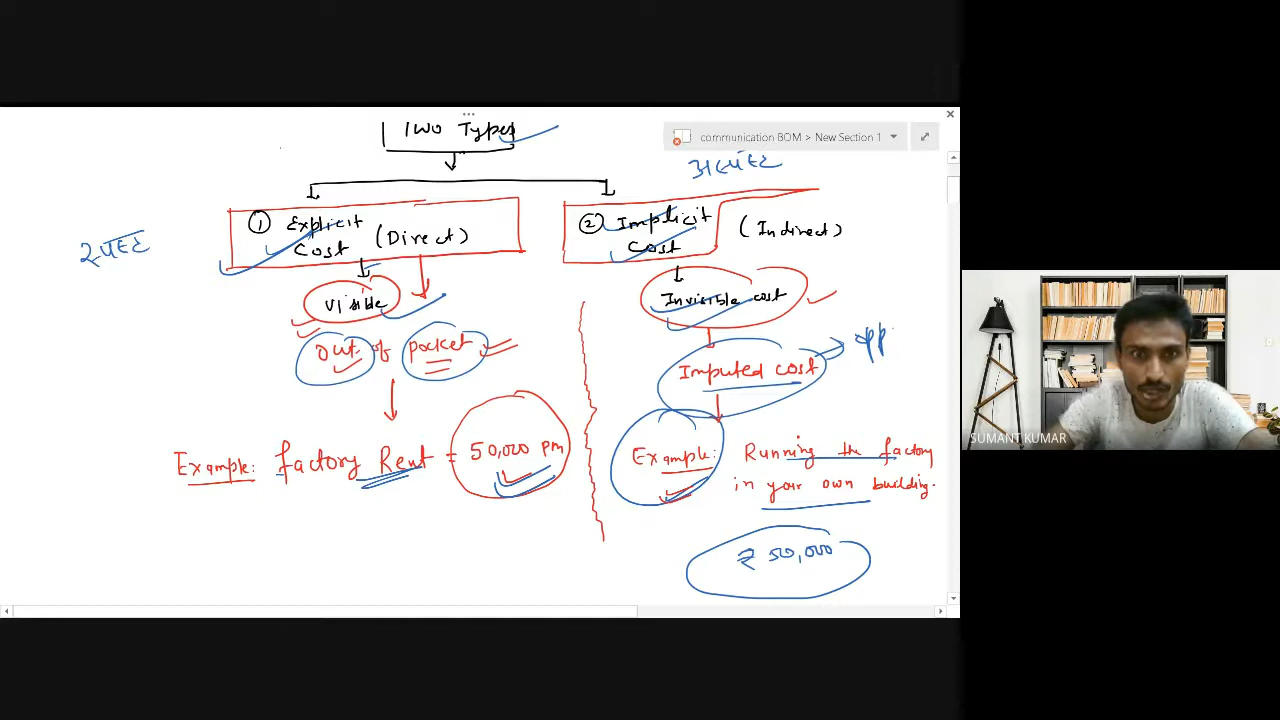 Two Types
communication BOM > New Section 1
अस्पष्ट
① Explicit Cost (Direct)
② Implicit Cost (Indirect)
स्पष्ट
Visible
Invisible cost
Out of pocket
Imputed cost → opp
Example: factory Rent = 50,000 pm
Example: Running the factory
in your own building.
₹ 50,000
SUMANT KUMAR